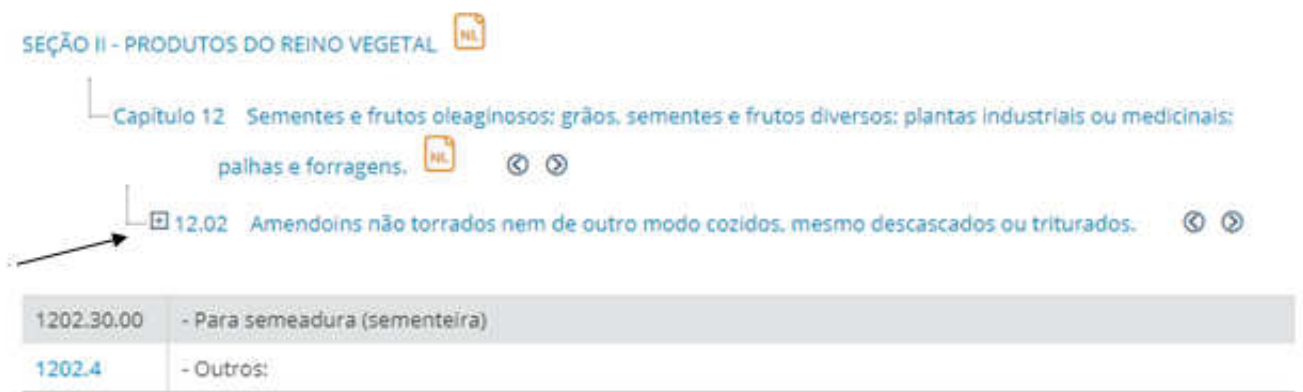 SEÇÃO II - PRODUTOS DO REINO VEGETAL NL
Capítulo 12 Sementes e frutos oleaginosos; grãos, sementes e frutos diversos; plantas industriais ou medicinais;
palhas e forragens. NL
12.02 Amendoins não torrados nem de outro modo cozidos, mesmo descascados ou triturados.
1202.30.00 - Para semeadura (sementeira)
1202.4 - Outros: